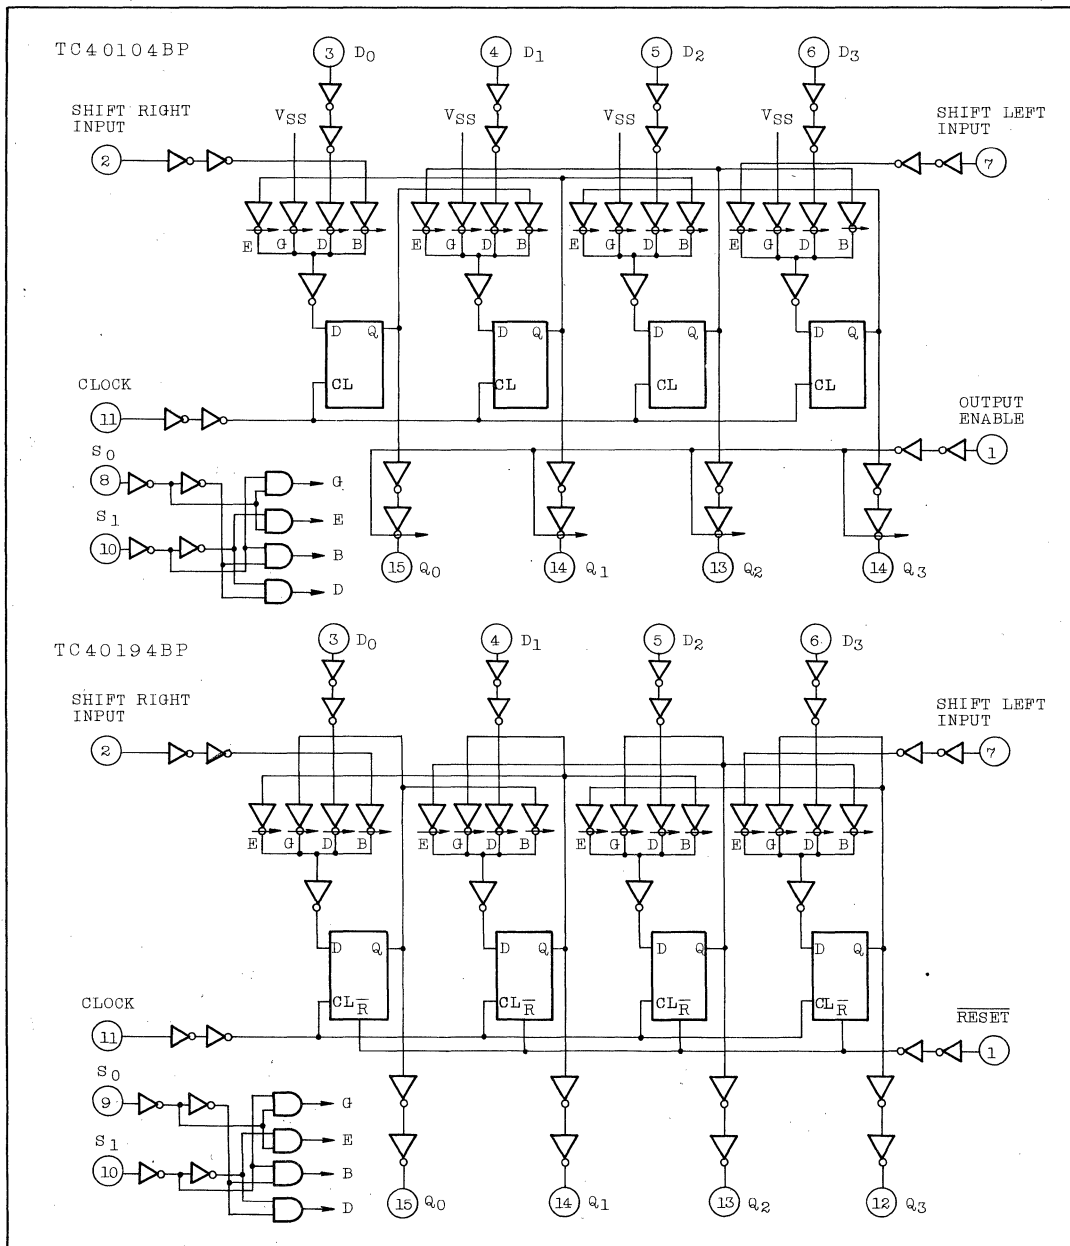 TC40104BP
3 D0 4 D1 5 D2 6 D3
SHIFT RIGHT
INPUT
VSS VSS VSS VSS
SHIFT LEFT
INPUT
2
7
E G D B E G D B E G D B E G D B
D Q D Q D Q D Q
CL CL CL CL
CLOCK
11
OUTPUT
ENABLE
1
S0
8
G
E
S1
10
B
D
15 Q0 14 Q1 13 Q2 14 Q3
TC40194BP
3 D0 4 D1 5 D2 6 D3
SHIFT RIGHT
INPUT
SHIFT LEFT
INPUT
2
7
E G D B E G D B E G D B E G D B
D Q D Q D Q D Q
CL R̅ CL R̅ CL R̅ CL R̅
CLOCK
11
R̅E̅S̅E̅T̅
1
S0
9
G
E
S1
10
B
D
15 Q0 14 Q1 13 Q2 12 Q3